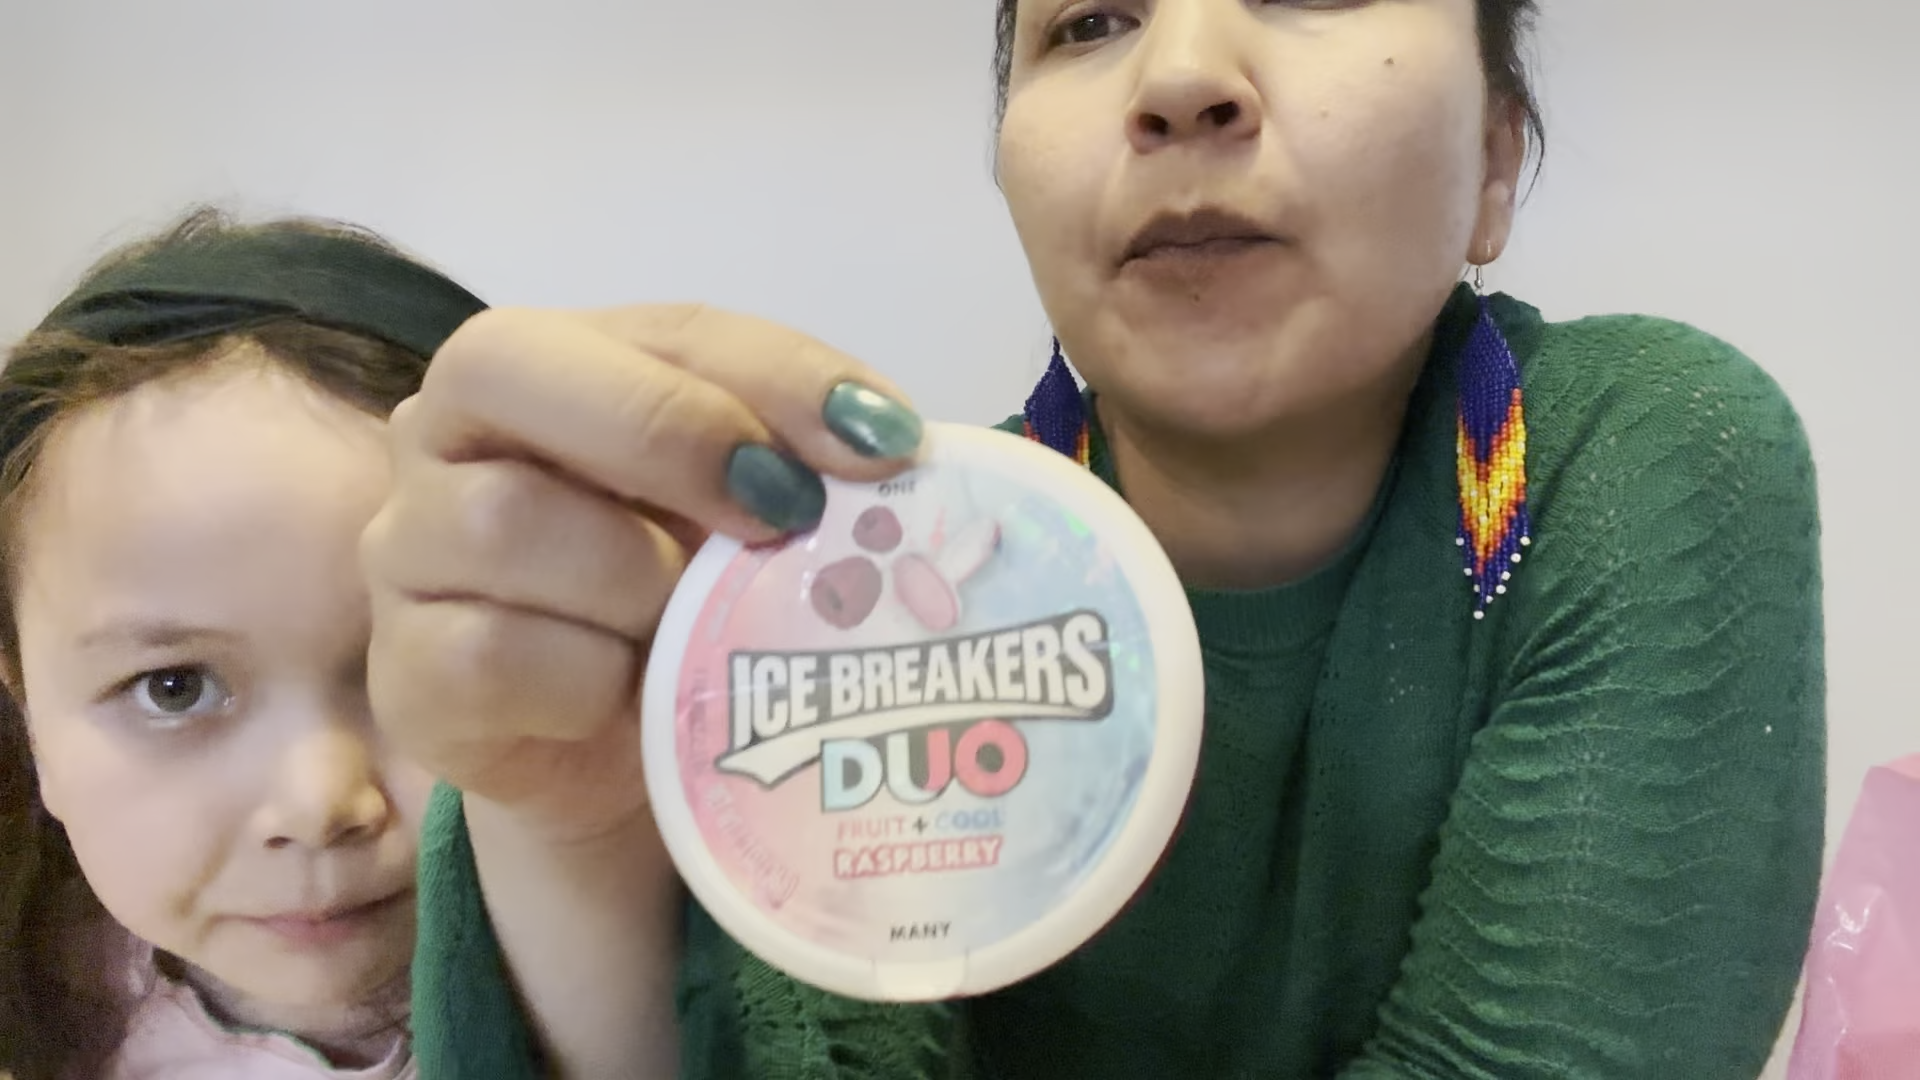 ONE
ICE BREAKERS
DUO
FRUIT + COOL
RASPBERRY
MANY